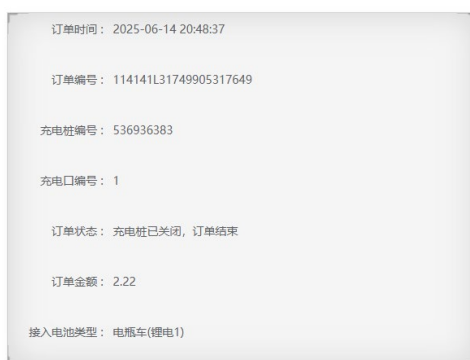 订单时间： 2025-06-14 20:48:37
订单编号： 114141L31749905317649
充电桩编号： 536936383
充电口编号： 1
订单状态： 充电桩已关闭，订单结束
订单金额： 2.22
接入电池类型： 电瓶车(锂电1)